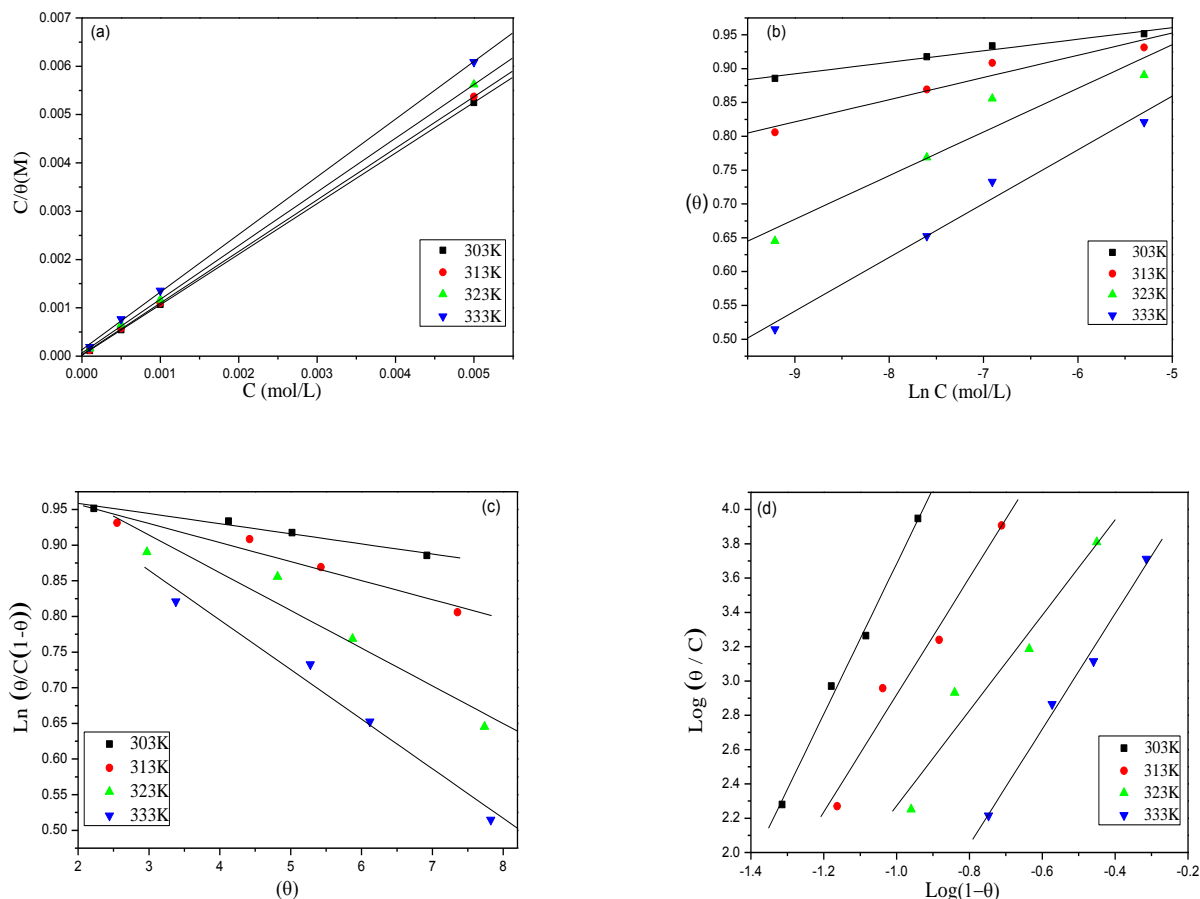 (a)
0.007
0.006
0.005
0.004
0.003
0.002
0.001
0.000
C/θ(M)
303K
313K
323K
333K
0.000 0.001 0.002 0.003 0.004 0.005
C (mol/L)
(b)
0.95
0.90
0.85
0.80
0.75
0.70
0.65
0.60
0.55
0.50
(θ)
303K
313K
323K
333K
-9 -8 -7 -6 -5
Ln C (mol/L)
(c)
0.95
0.90
0.85
0.80
0.75
0.70
0.65
0.60
0.55
0.50
Ln (θ/C(1-θ))
303K
313K
323K
333K
2 3 4 5 6 7 8
(θ)
(d)
4.0
3.8
3.6
3.4
3.2
3.0
2.8
2.6
2.4
2.2
2.0
Log (θ / C)
303K
313K
323K
333K
-1.4 -1.2 -1.0 -0.8 -0.6 -0.4 -0.2
Log(1−θ)